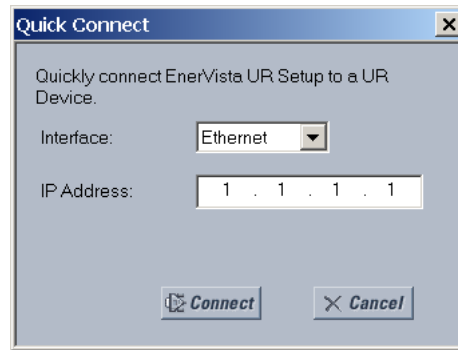 Quick Connect
Quickly connect EnerVista UR Setup to a UR
Device.
Interface: Ethernet
IP Address: 1 . 1 . 1 . 1
Connect Cancel